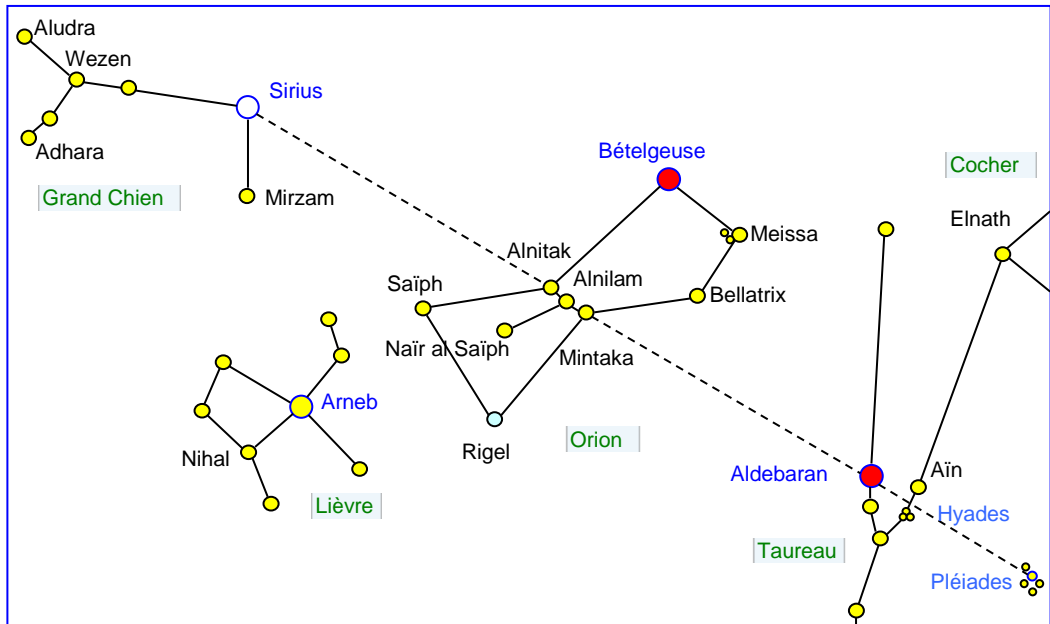 Aludra
Wezen
Sirius
Adhara
Grand Chien
Mirzam
Bételgeuse
Cocher
Elnath
Meissa
Alnitak
Alnilam
Saïph
Bellatrix
Naïr al Saïph
Mintaka
Arneb
Nihal
Rigel
Orion
Lièvre
Aldebaran
Aïn
Hyades
Taureau
Pléiades